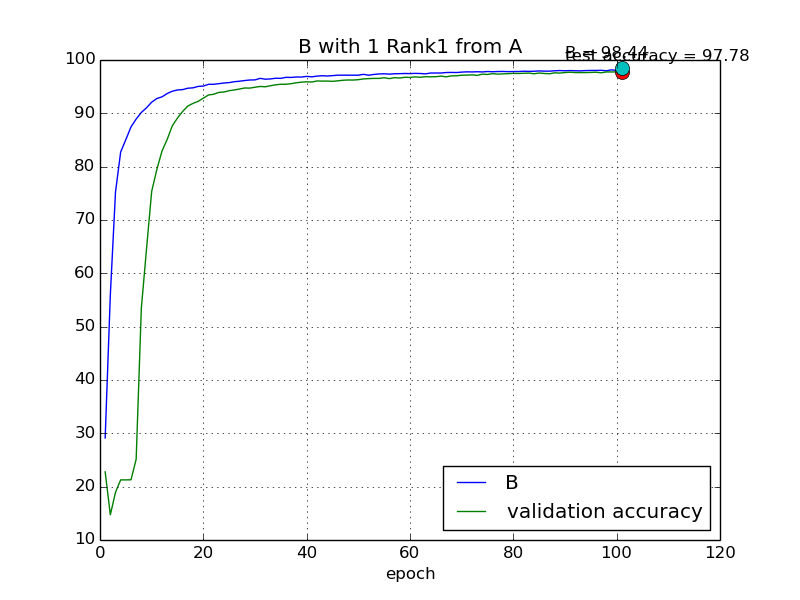 B with 1 Rank1 from A
B = 98.44
test accuracy = 97.78
100
90
80
70
60
50
40
30
20
10
B
validation accuracy
0 20 40 60 80 100 120
epoch